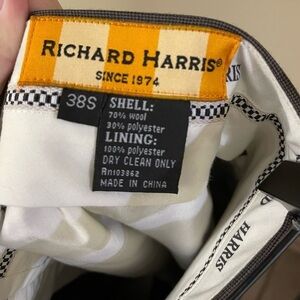 RICHARD HARRIS®
SINCE 1974
38S
SHELL:
70% wool
30% polyester
LINING:
100% polyester
DRY CLEAN ONLY
Rn103862
MADE IN CHINA
RIS
HARRIS